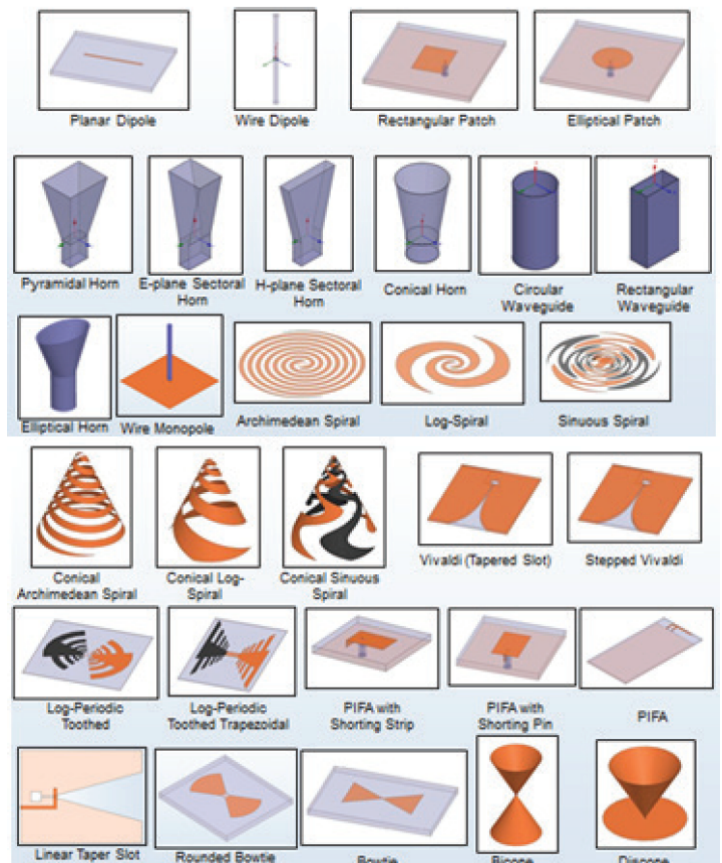 Planar Dipole
Wire Dipole
Rectangular Patch
Elliptical Patch
Pyramidal Horn
E-plane Sectoral
Horn
H-plane Sectoral
Horn
Conical Horn
Circular
Waveguide
Rectangular
Waveguide
Elliptical Horn
Wire Monopole
Archimedean Spiral
Log-Spiral
Sinuous Spiral
Conical
Archimedean Spiral
Conical Log-
Spiral
Conical Sinuous
Spiral
Vivaldi (Tapered Slot)
Stepped Vivaldi
Log-Periodic
Toothed
Log-Periodic
Toothed Trapezoidal
PIFA with
Shorting Strip
PIFA with
Shorting Pin
PIFA
Linear Taper Slot
Rounded Bowtie
Bowtie
Bicone
Discone